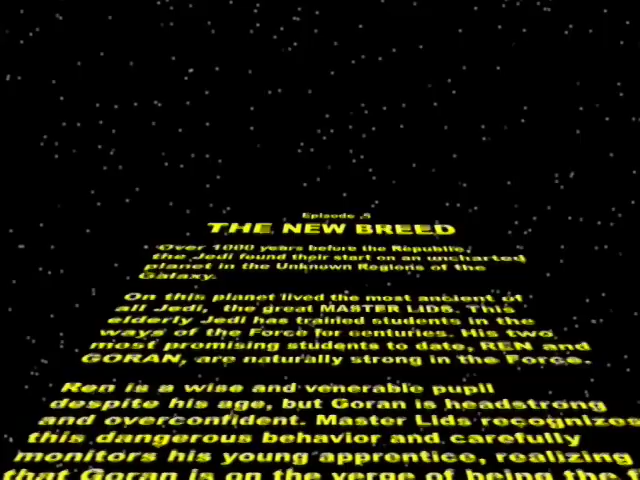 Episode .5
THE NEW BREED
Over 1000 years before the Republic,
the Jedi found their start on an uncharted
planet in the Unknown Regions of the
Galaxy.
On this planet lived the most ancient of
all Jedi, the great MASTER LIDS. This
elderly Jedi has trained students in the
ways of the Force for centuries. His two
most promising students to date, REN and
GORAN, are naturally strong in the Force.
Ren is a wise and venerable pupil
despite his age, but Goran is headstrong
and overconfident. Master Lids recognizes
this dangerous behavior and carefully
monitors his young apprentice, realizing
that Goran is on the verge of being the